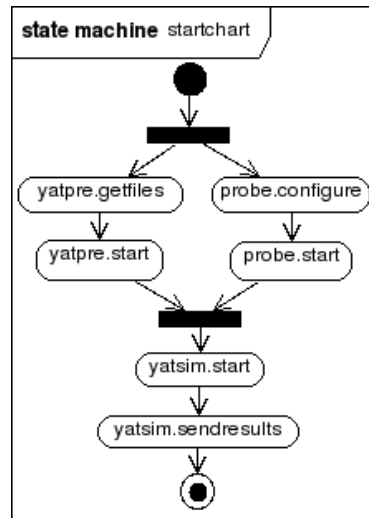 state machine startchart
yatpre.getfiles probe.configure
yatpre.start probe.start
yatsim.start
yatsim.sendresults